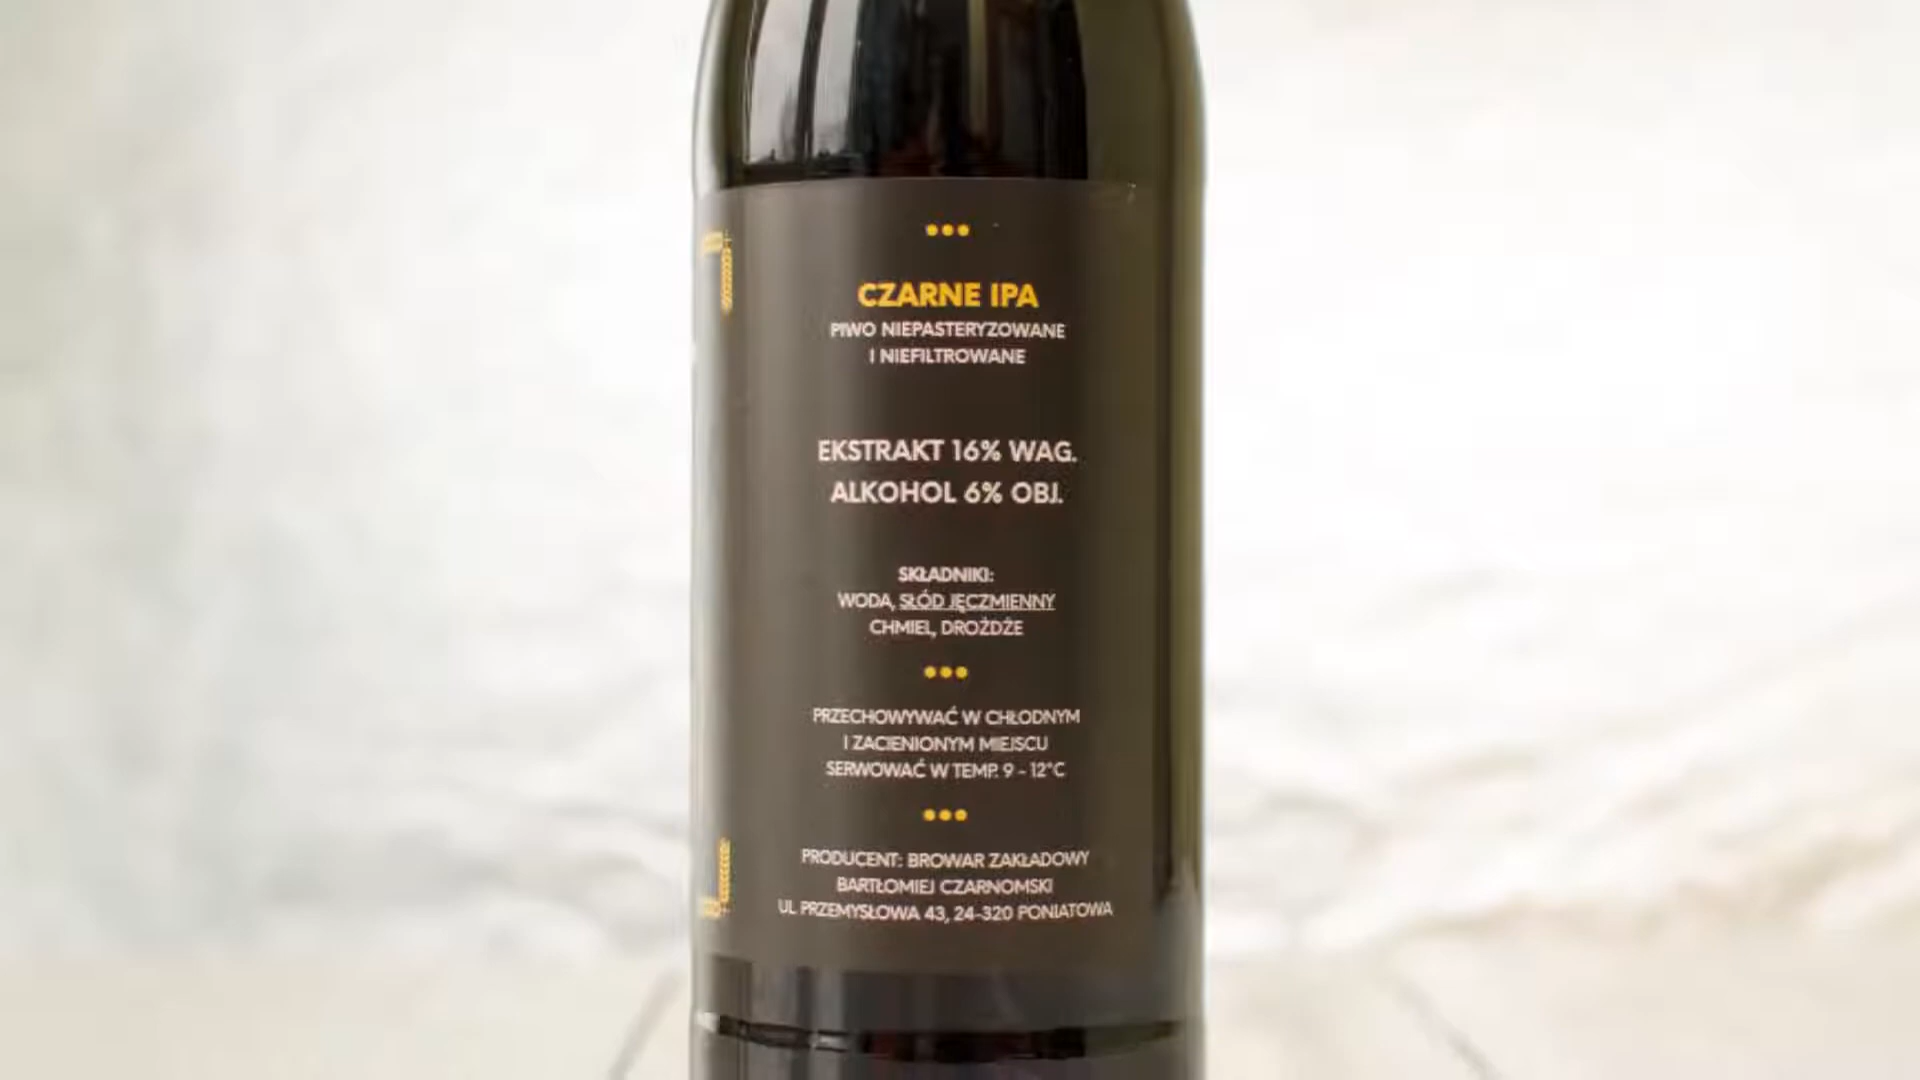 CZARNE IPA
PIWO NIEPASTERYZOWANE
I NIEFILTROWANE
EKSTRAKT 16% WAG.
ALKOHOL 6% OBJ.
SKŁADNIKI:
WODA, SŁÓD JĘCZMIENNY
CHMIEL, DROŻDŻE
PRZECHOWYWAĆ W CHŁODNYM
I ZACIENIONYM MIEJSCU
SERWOWAĆ W TEMP. 9 - 12°C
PRODUCENT: BROWAR ZAKŁADOWY
BARTŁOMIEJ CZARNOMSKI
UL PRZEMYSŁOWA 43, 24-320 PONIATOWA